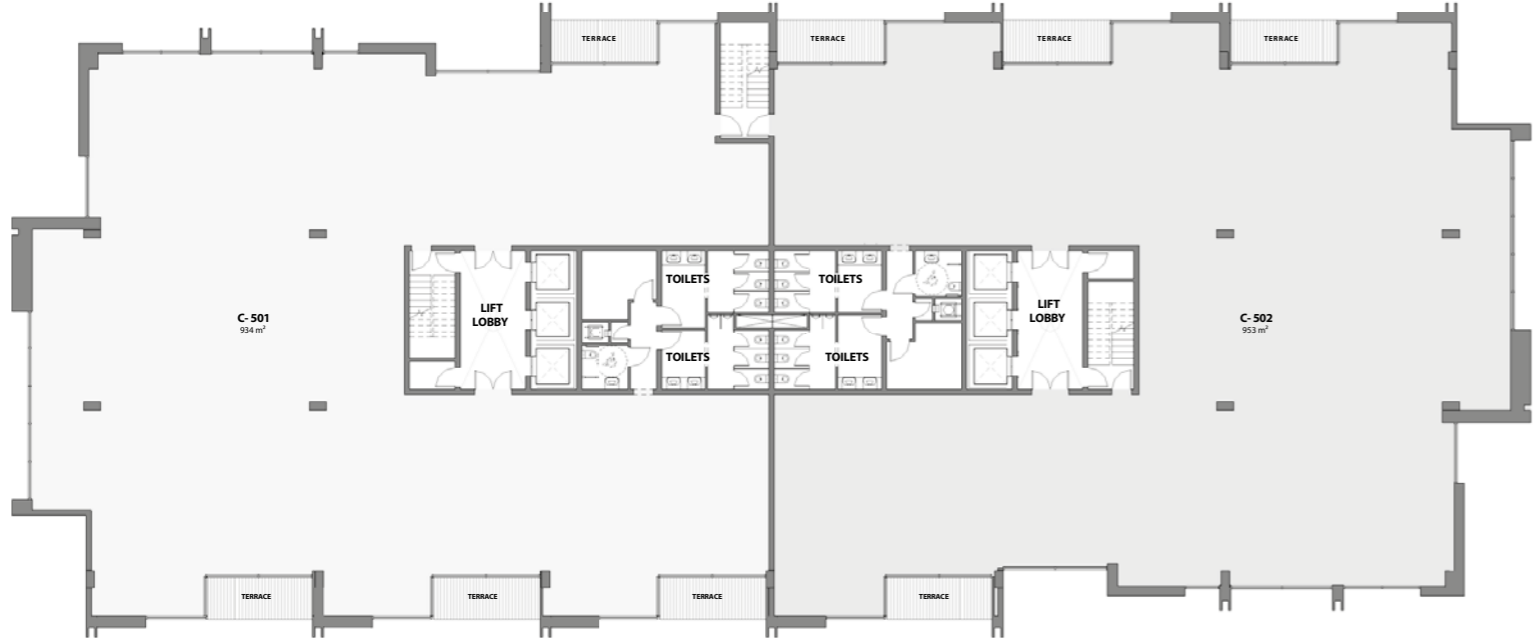 TERRACE
TERRACE
TERRACE
TERRACE
TOILETS
TOILETS
LIFT
LOBBY
LIFT
LOBBY
C- 501
934 m²
C- 502
953 m²
TOILETS
TOILETS
TERRACE
TERRACE
TERRACE
TERRACE